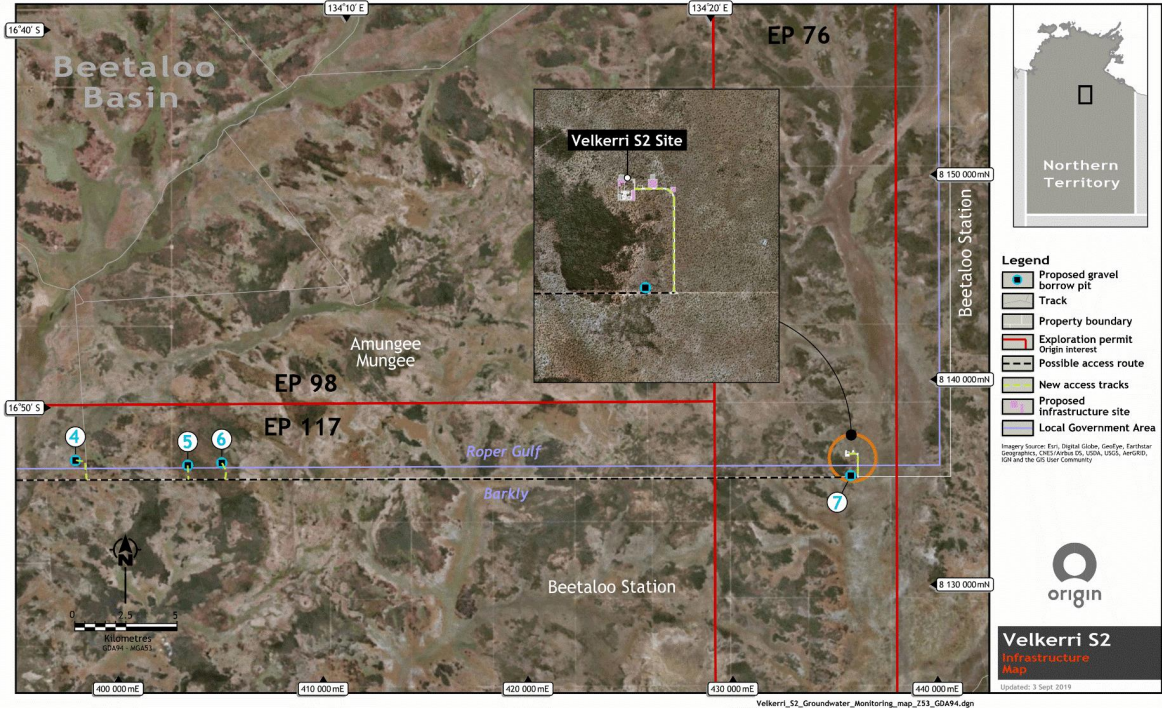 134°10' E
134°20' E
16°40' S
EP 76
Beetaloo
Basin
Velkerri S2 Site
8 150 000mN
Beetaloo Station
Amungee
Mungee
EP 98
8 140 000mN
16°50' S
EP 117
4
5
6
Roper Gulf
Barkly
7
Beetaloo Station
8 130 000mN
N
0
2.5
5
Kilometres
GDA94 - MGA53
400 000mE
410 000mE
420 000mE
430 000mE
440 000mE
Northern
Territory
Legend
Proposed gravel
borrow pit
Track
Property boundary
Exploration permit
Origin interest
Possible access route
New access tracks
Proposed
infrastructure site
Local Government Area
Imagery Source: Esri, Digital Globe, GeoEye, Earthstar
Geographics, CNES/Airbus DS, USDA, USGS, AerGRID,
IGN and the GIS User Community
origin
Velkerri S2
Infrastructure
Map
Updated: 3 Sept 2019
Velkerri_S2_Groundwater_Monitoring_map_Z53_GDA94.dgn